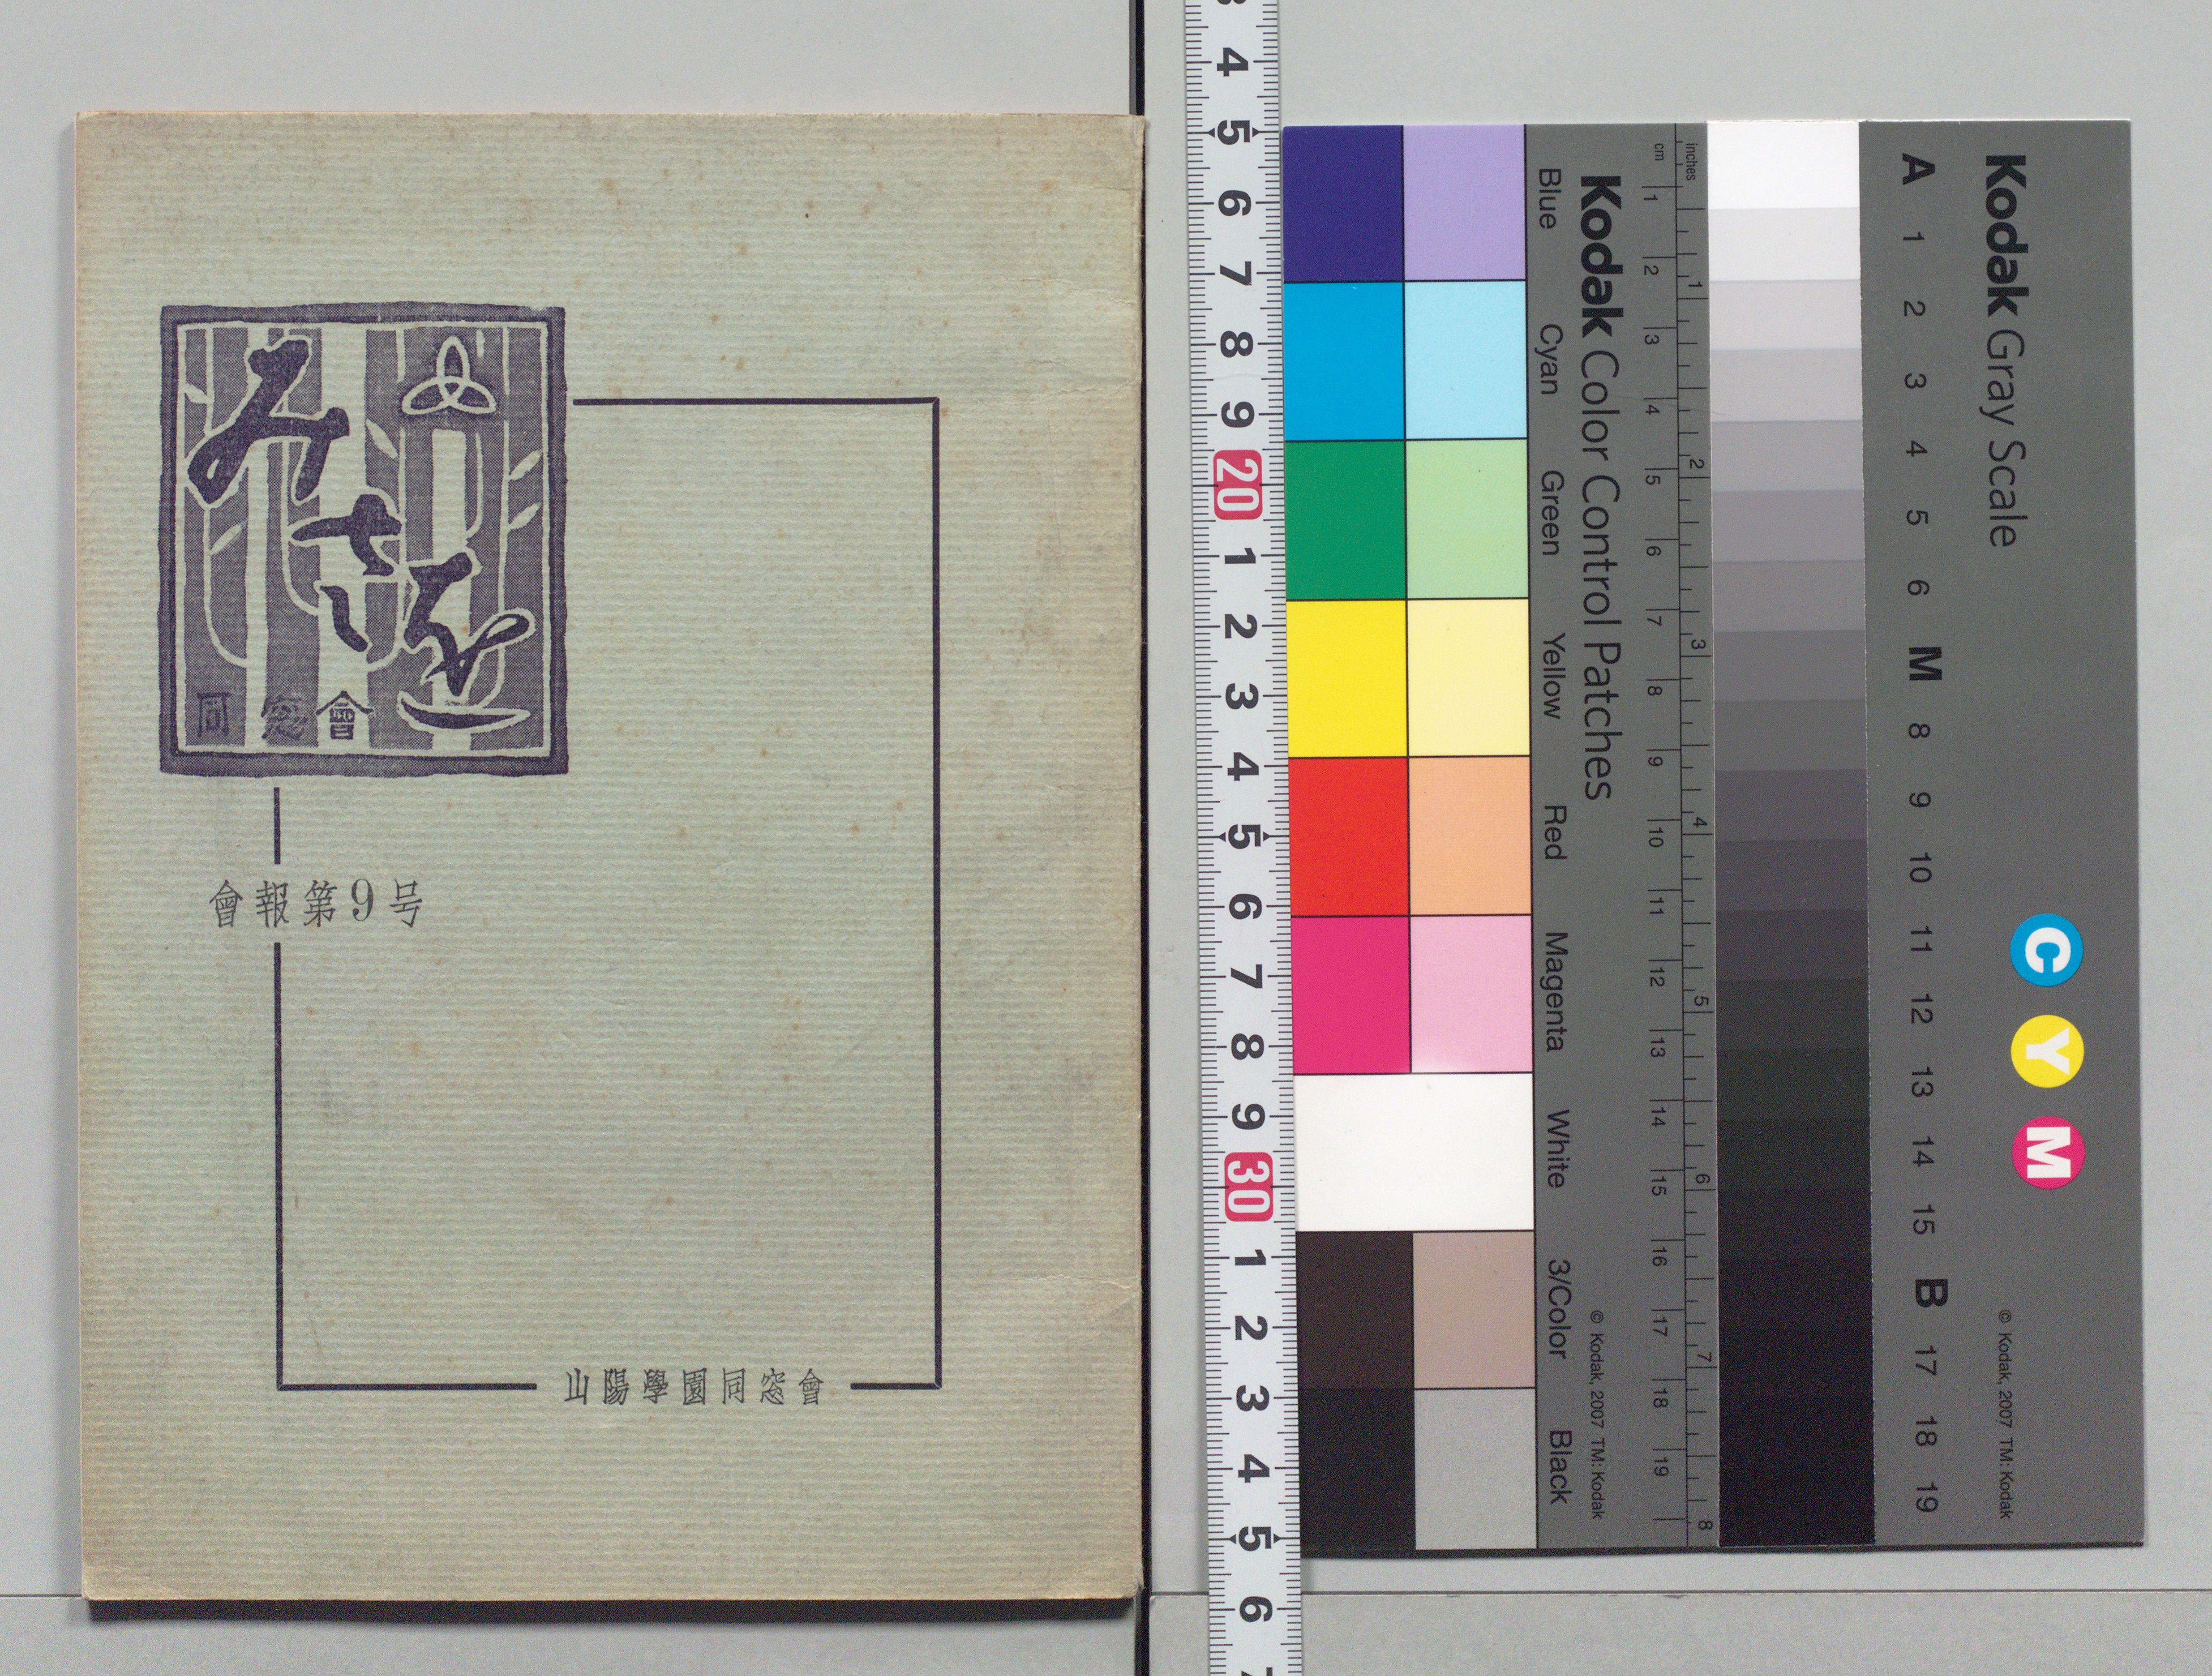 みさを
同窓會
會報第9号
山陽學園同窓會
3 4 5 6 7 8 9 20 1 2 3 4 5 6 7 8 9 30 1 2 3 4 5 6 7
Kodak Color Control Patches
Blue Cyan Green Yellow Red Magenta White 3/Color Black
© Kodak, 2007 TM: Kodak
cm 1 2 3 4 5 6 7 8 9 10 11 12 13 14 15 16 17 18 19
inches 1 2 3 4 5 6 7 8
Kodak Gray Scale
A 1 2 3 4 5 6 M 8 9 10 11 12 13 14 15 B 17 18 19
C Y M
© Kodak, 2007 TM: Kodak